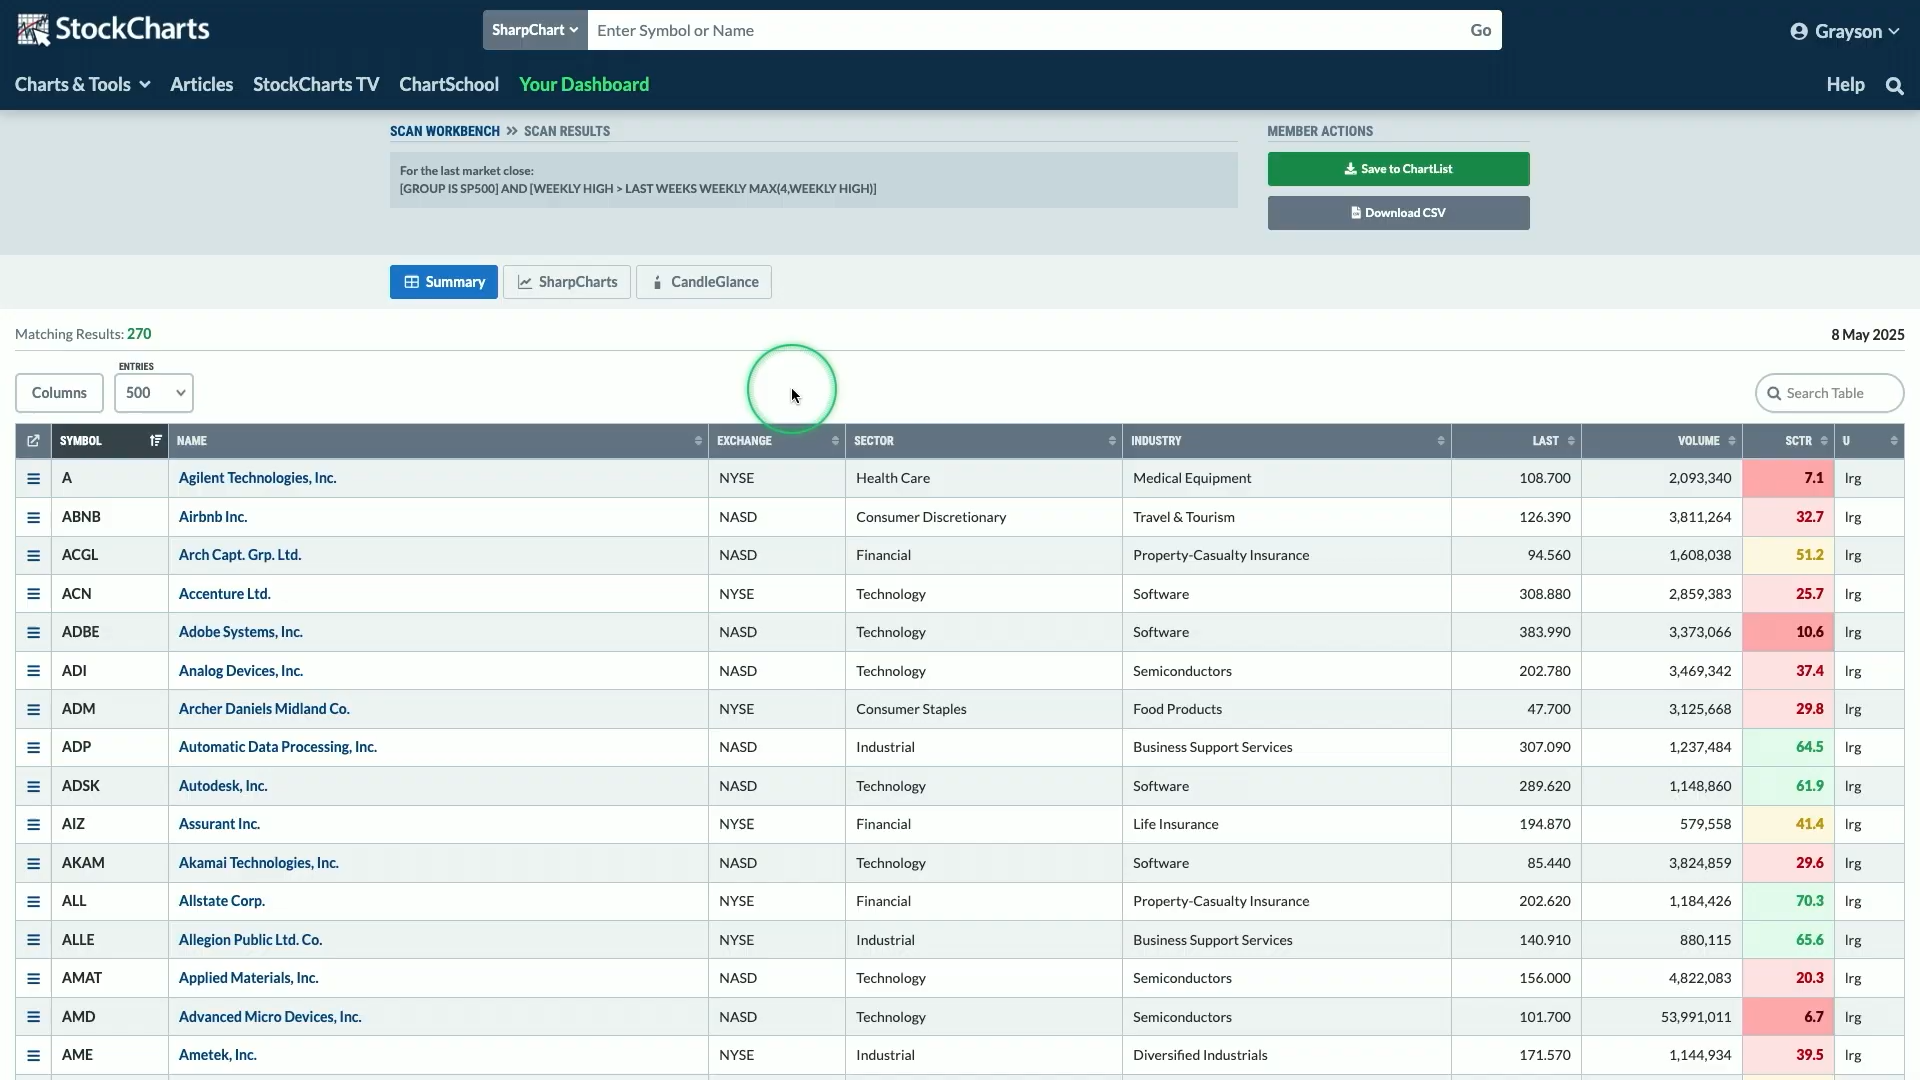 StockCharts
SharpChart
Enter Symbol or Name
Go
Grayson
Charts & Tools
Articles
StockCharts TV
ChartSchool
Your Dashboard
Help
SCAN WORKBENCH >> SCAN RESULTS
MEMBER ACTIONS
For the last market close:
[GROUP IS SP500] AND [WEEKLY HIGH > LAST WEEKS WEEKLY MAX(4,WEEKLY HIGH)]
Save to ChartList
Download CSV
Summary
SharpCharts
CandleGlance
Matching Results: 270
8 May 2025
ENTRIES
Columns
500
Search Table
SYMBOL NAME EXCHANGE SECTOR INDUSTRY LAST VOLUME SCTR U
A Agilent Technologies, Inc. NYSE Health Care Medical Equipment 108.700 2,093,340 7.1 lrg
ABNB Airbnb Inc. NASD Consumer Discretionary Travel & Tourism 126.390 3,811,264 32.7 lrg
ACGL Arch Capt. Grp. Ltd. NASD Financial Property-Casualty Insurance 94.560 1,608,038 51.2 lrg
ACN Accenture Ltd. NYSE Technology Software 308.880 2,859,383 25.7 lrg
ADBE Adobe Systems, Inc. NASD Technology Software 383.990 3,373,066 10.6 lrg
ADI Analog Devices, Inc. NASD Technology Semiconductors 202.780 3,469,342 37.4 lrg
ADM Archer Daniels Midland Co. NYSE Consumer Staples Food Products 47.700 3,125,668 29.8 lrg
ADP Automatic Data Processing, Inc. NASD Industrial Business Support Services 307.090 1,237,484 64.5 lrg
ADSK Autodesk, Inc. NASD Technology Software 289.620 1,148,860 61.9 lrg
AIZ Assurant Inc. NYSE Financial Life Insurance 194.870 579,558 41.4 lrg
AKAM Akamai Technologies, Inc. NASD Technology Software 85.440 3,824,859 29.6 lrg
ALL Allstate Corp. NYSE Financial Property-Casualty Insurance 202.620 1,184,426 70.3 lrg
ALLE Allegion Public Ltd. Co. NYSE Industrial Business Support Services 140.910 880,115 65.6 lrg
AMAT Applied Materials, Inc. NASD Technology Semiconductors 156.000 4,822,083 20.3 lrg
AMD Advanced Micro Devices, Inc. NASD Technology Semiconductors 101.700 53,991,011 6.7 lrg
AME Ametek, Inc. NYSE Industrial Diversified Industrials 171.570 1,144,934 39.5 lrg